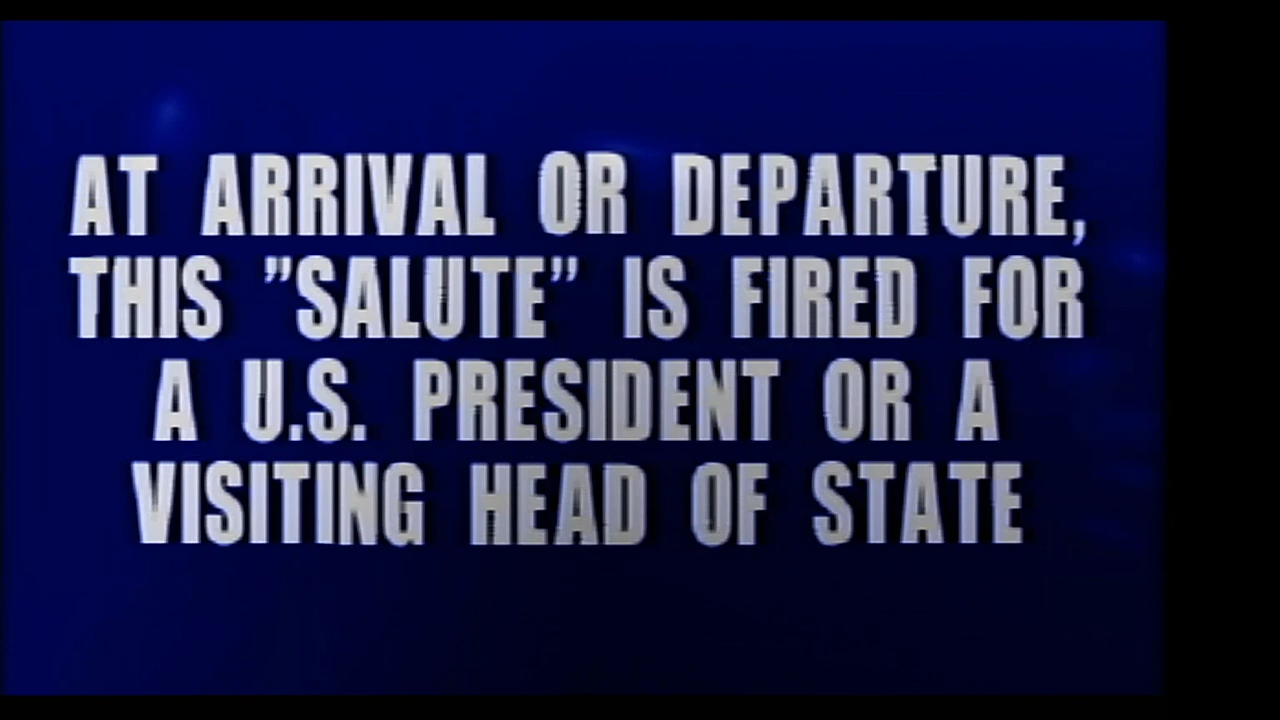 AT ARRIVAL OR DEPARTURE,
THIS ”SALUTE” IS FIRED FOR
A U.S. PRESIDENT OR A
VISITING HEAD OF STATE